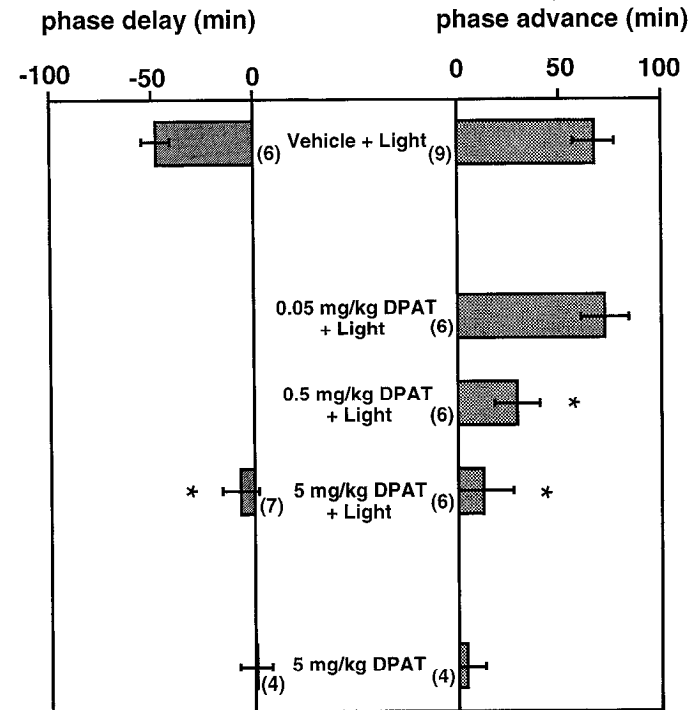 phase delay (min) phase advance (min)
-100 -50 0 0 50 100
(6) Vehicle + Light (9)
0.05 mg/kg DPAT
+ Light (6)
0.5 mg/kg DPAT
+ Light (6) *
* 5 mg/kg DPAT *
(7) + Light (6)
5 mg/kg DPAT
(4) (4)